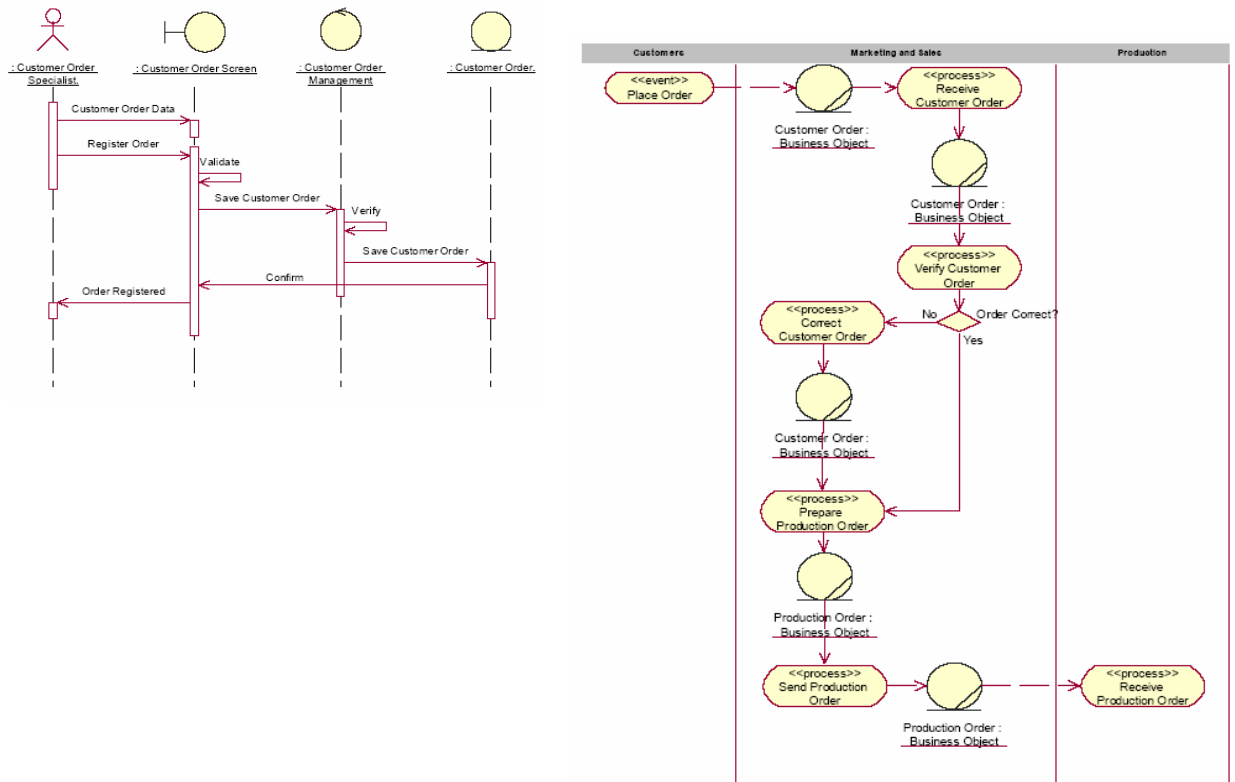 : Customer Order
Specialist.
: Customer Order Screen
: Customer Order
Management
: Customer Order.
Customer Order Data
Register Order
Validate
Save Customer Order
Verify
Save Customer Order
Confirm
Order Registered
Customers
Marketing and Sales
Production
<<event>>
Place Order
<<process>>
Receive
Customer Order
Customer Order :
Business Object
Customer Order :
Business Object
<<process>>
Verify Customer
Order
No
Order Correct?
Yes
<<process>>
Correct
Customer Order
Customer Order :
Business Object
<<process>>
Prepare
Production Order
Production Order :
Business Object
<<process>>
Send Production
Order
Production Order :
Business Object
<<process>>
Receive
Production Order